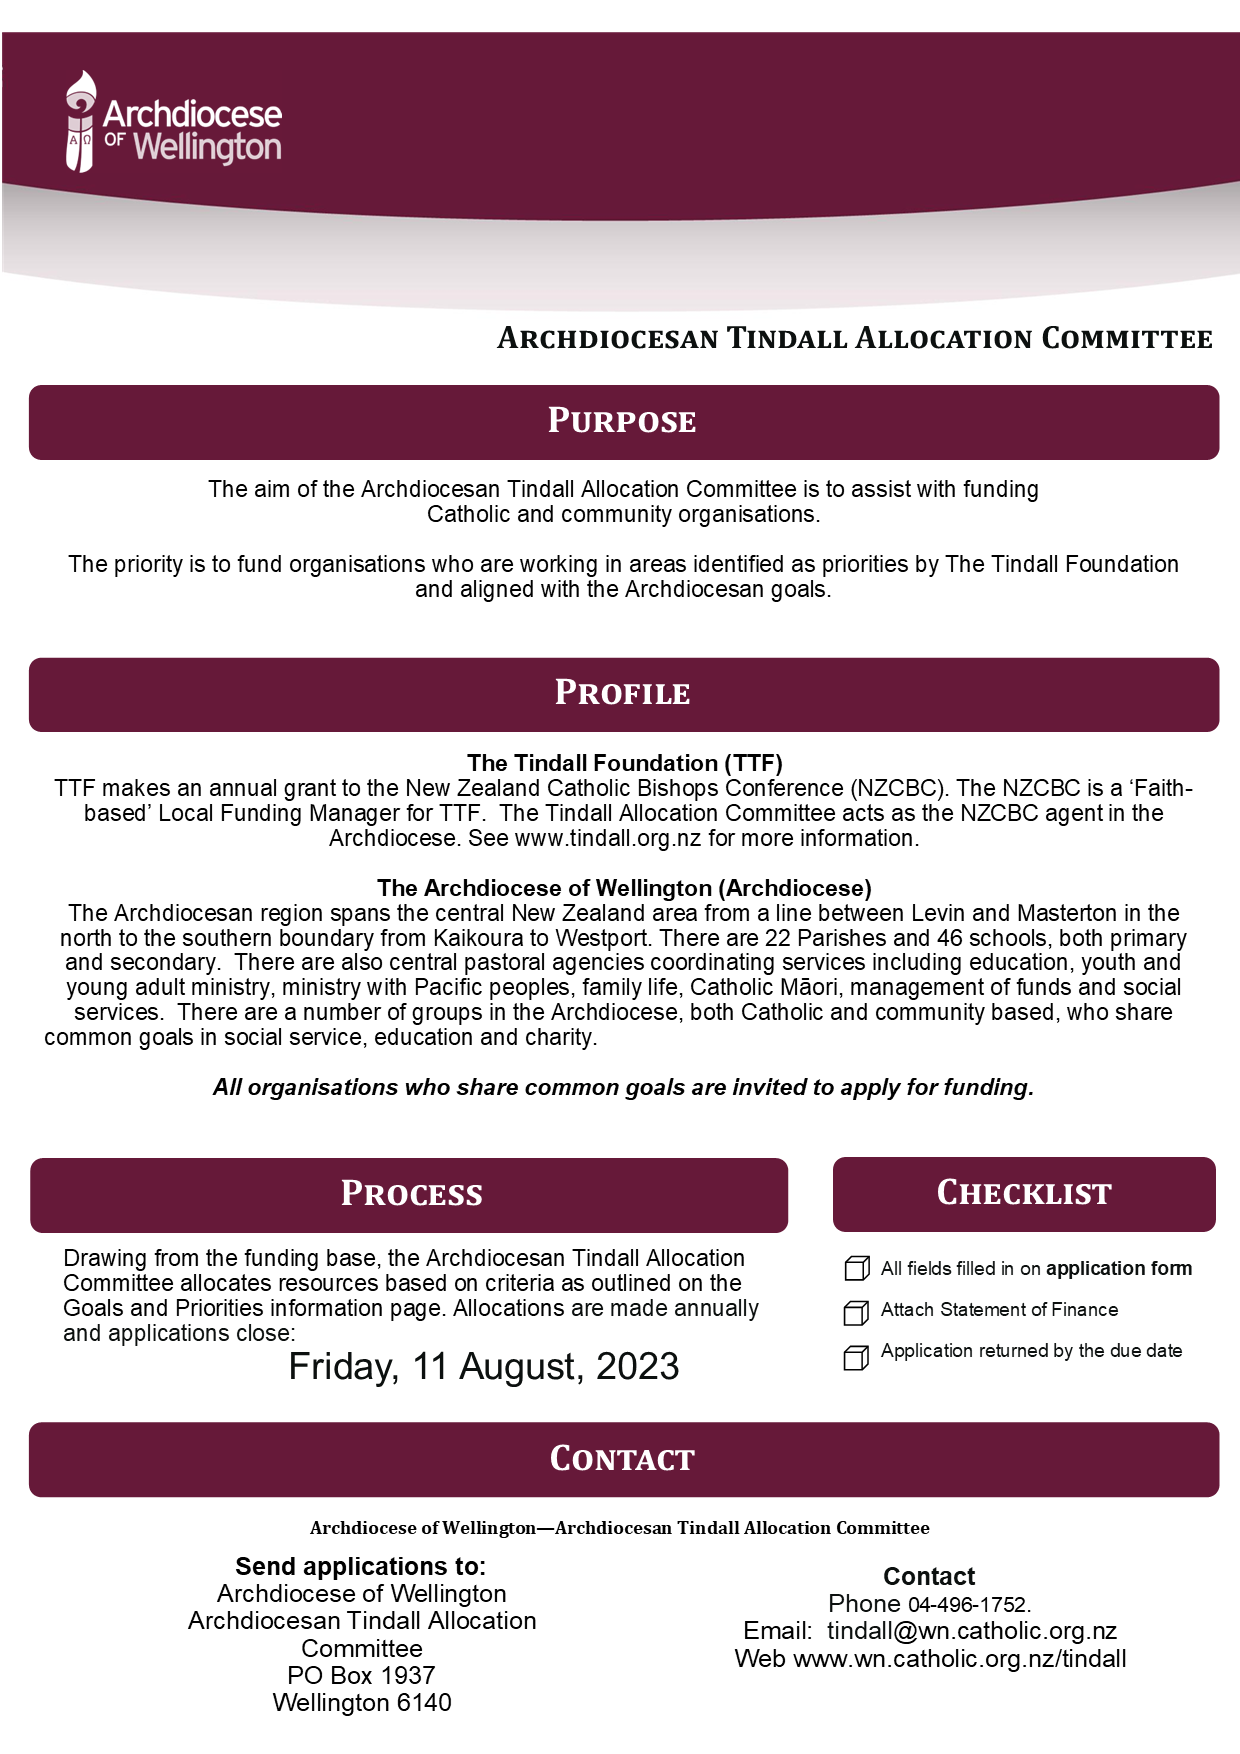 Archdiocese
OF Wellington
Α Ω
ARCHDIOCESAN TINDALL ALLOCATION COMMITTEE
PURPOSE
The aim of the Archdiocesan Tindall Allocation Committee is to assist with funding
Catholic and community organisations.
The priority is to fund organisations who are working in areas identified as priorities by The Tindall Foundation
and aligned with the Archdiocesan goals.
PROFILE
The Tindall Foundation (TTF)
TTF makes an annual grant to the New Zealand Catholic Bishops Conference (NZCBC). The NZCBC is a ‘Faith-
based’ Local Funding Manager for TTF.  The Tindall Allocation Committee acts as the NZCBC agent in the
Archdiocese. See www.tindall.org.nz for more information.
The Archdiocese of Wellington (Archdiocese)
The Archdiocesan region spans the central New Zealand area from a line between Levin and Masterton in the
north to the southern boundary from Kaikoura to Westport. There are 22 Parishes and 46 schools, both primary
and secondary.  There are also central pastoral agencies coordinating services including education, youth and
young adult ministry, ministry with Pacific peoples, family life, Catholic Māori, management of funds and social
services.  There are a number of groups in the Archdiocese, both Catholic and community based, who share
common goals in social service, education and charity.
All organisations who share common goals are invited to apply for funding.
PROCESS
Drawing from the funding base, the Archdiocesan Tindall Allocation
Committee allocates resources based on criteria as outlined on the
Goals and Priorities information page. Allocations are made annually
and applications close:
Friday, 11 August, 2023
CHECKLIST
All fields filled in on application form
Attach Statement of Finance
Application returned by the due date
CONTACT
Archdiocese of Wellington—Archdiocesan Tindall Allocation Committee
Send applications to:
Archdiocese of Wellington
Archdiocesan Tindall Allocation
Committee
PO Box 1937
Wellington 6140
Contact
Phone 04-496-1752.
Email:  tindall@wn.catholic.org.nz
Web www.wn.catholic.org.nz/tindall